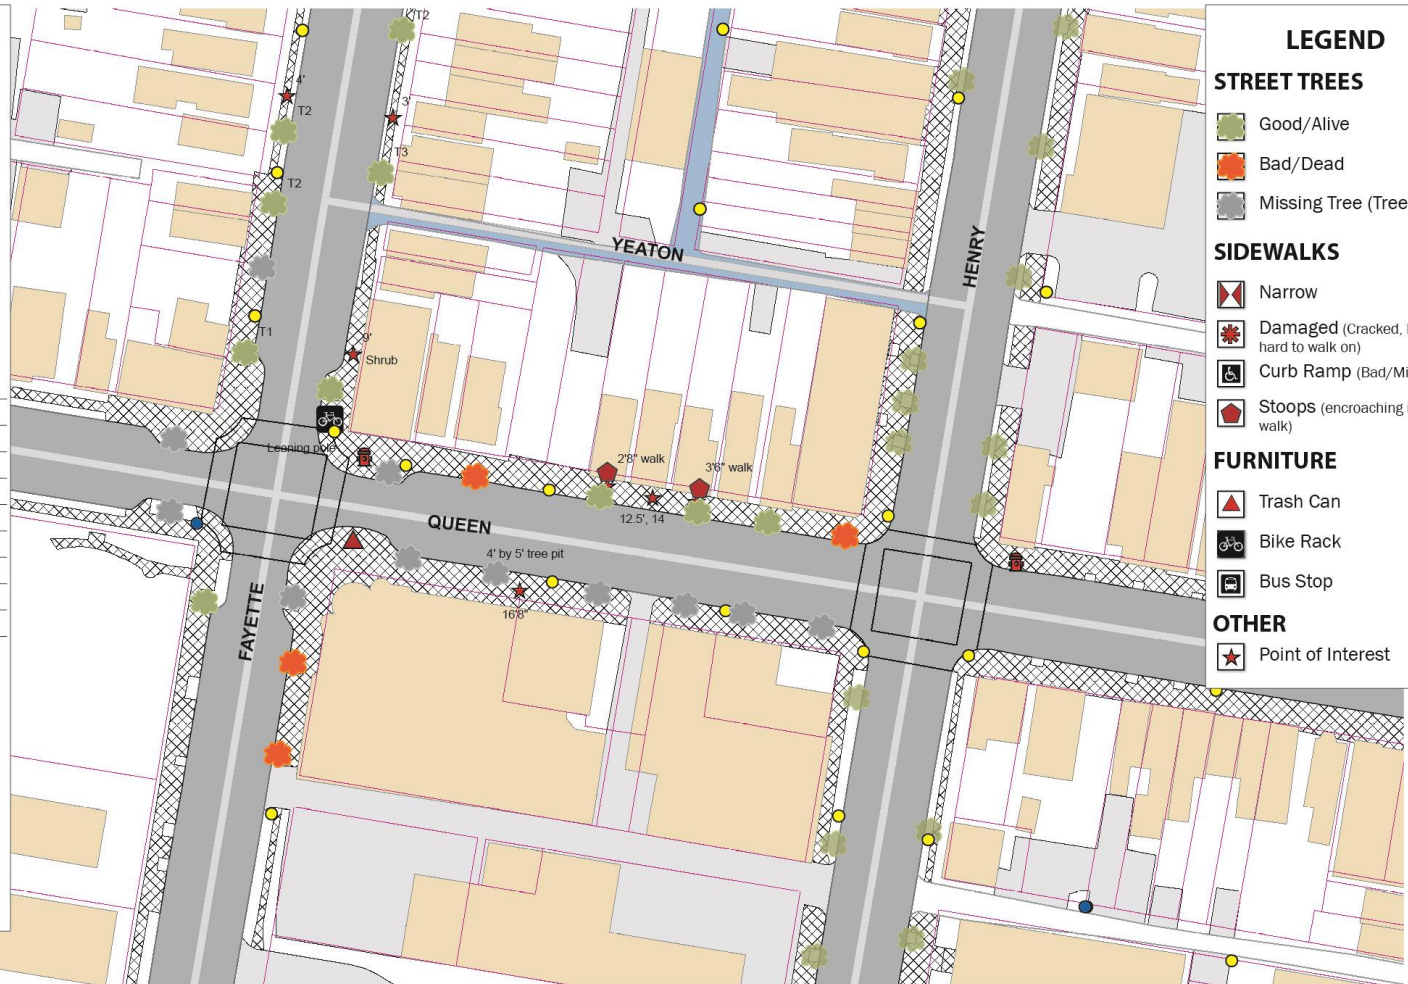 T2
4'
T2
3'
T3
T2
T1
9'
Shrub
YEATON
HENRY
Leaning pole
2'8" walk
3'6" walk
12.5', 14
QUEEN
4' by 5' tree pit
16'8"
FAYETTE
LEGEND
STREET TREES
Good/Alive
Bad/Dead
Missing Tree (Tree
SIDEWALKS
Narrow
Damaged (Cracked,
hard to walk on)
Curb Ramp (Bad/Mi
Stoops (encroaching
walk)
FURNITURE
Trash Can
Bike Rack
Bus Stop
OTHER
Point of Interest